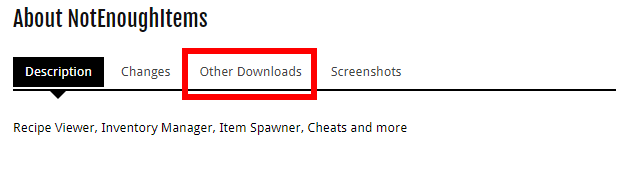 About NotEnoughItems
Description Changes Other Downloads Screenshots
Recipe Viewer, Inventory Manager, Item Spawner, Cheats and more